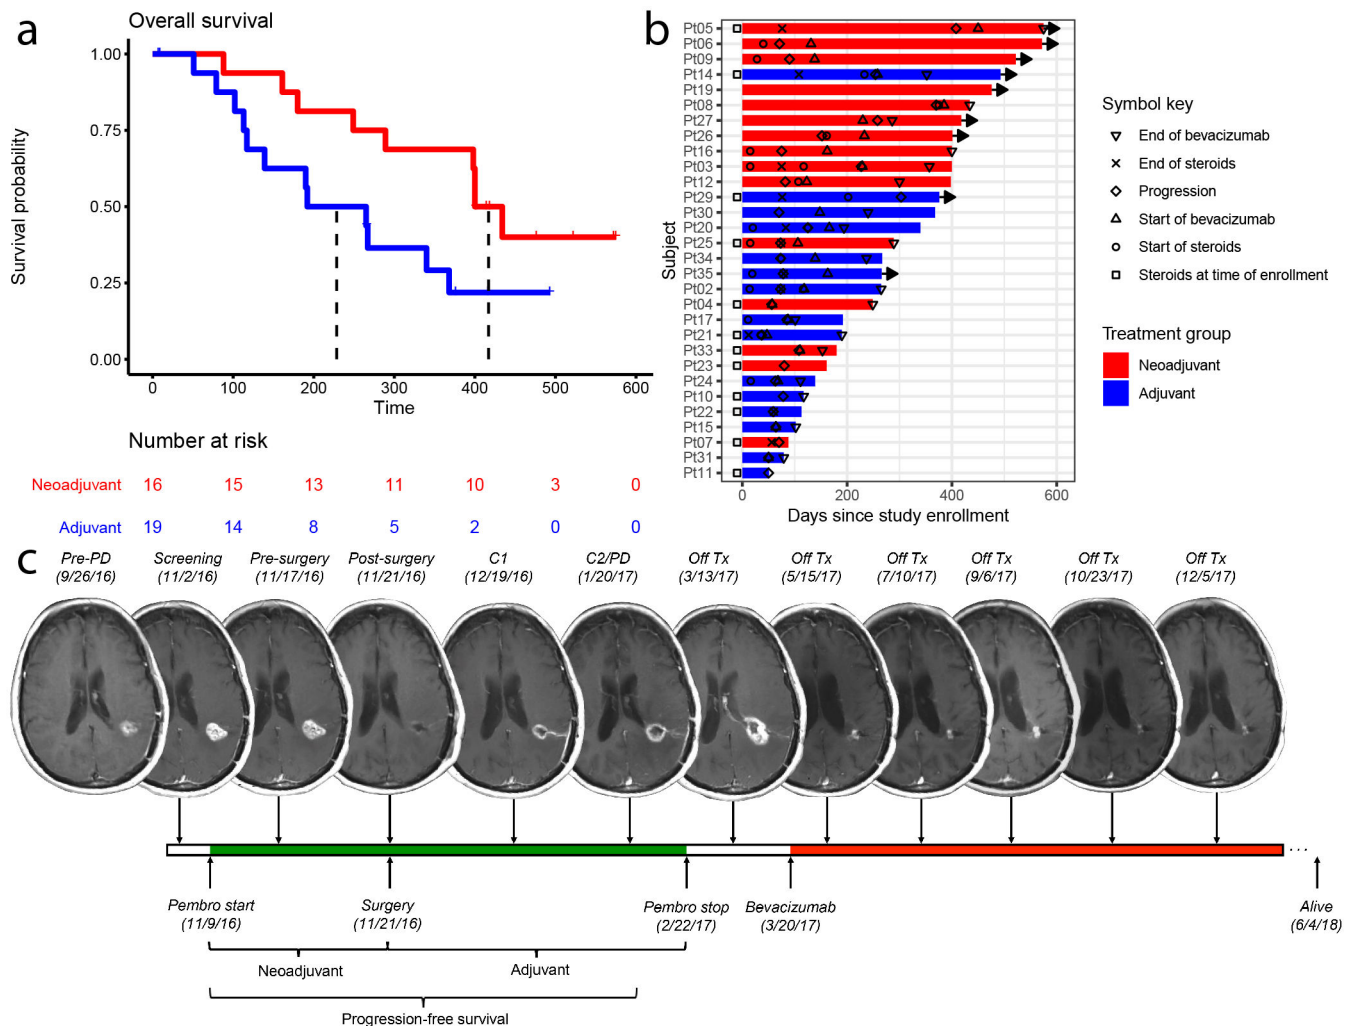 a
Overall survival
1.00
0.75
0.50
0.25
0.00
Survival probability
0 100 200 300 400 500 600
Time
Number at risk
Neoadjuvant 16 15 13 11 10 3 0
Adjuvant 19 14 8 5 2 0 0
b
Pt05
Pt06
Pt09
Pt14
Pt19
Pt08
Pt27
Pt26
Pt16
Pt03
Pt12
Pt29
Pt30
Pt20
Pt25
Pt34
Pt35
Pt02
Pt04
Pt17
Pt21
Pt33
Pt23
Pt24
Pt10
Pt22
Pt15
Pt07
Pt31
Pt11
Subject
0 200 400 600
Days since study enrollment
Symbol key
End of bevacizumab
End of steroids
Progression
Start of bevacizumab
Start of steroids
Steroids at time of enrollment
Treatment group
Neoadjuvant
Adjuvant
c
Pre-PD Screening Pre-surgery Post-surgery C1 C2/PD Off Tx Off Tx Off Tx Off Tx Off Tx Off Tx
(9/26/16) (11/2/16) (11/17/16) (11/21/16) (12/19/16) (1/20/17) (3/13/17) (5/15/17) (7/10/17) (9/6/17) (10/23/17) (12/5/17)
...
Pembro start Surgery Pembro stop Bevacizumab Alive
(11/9/16) (11/21/16) (2/22/17) (3/20/17) (6/4/18)
Neoadjuvant Adjuvant
Progression-free survival